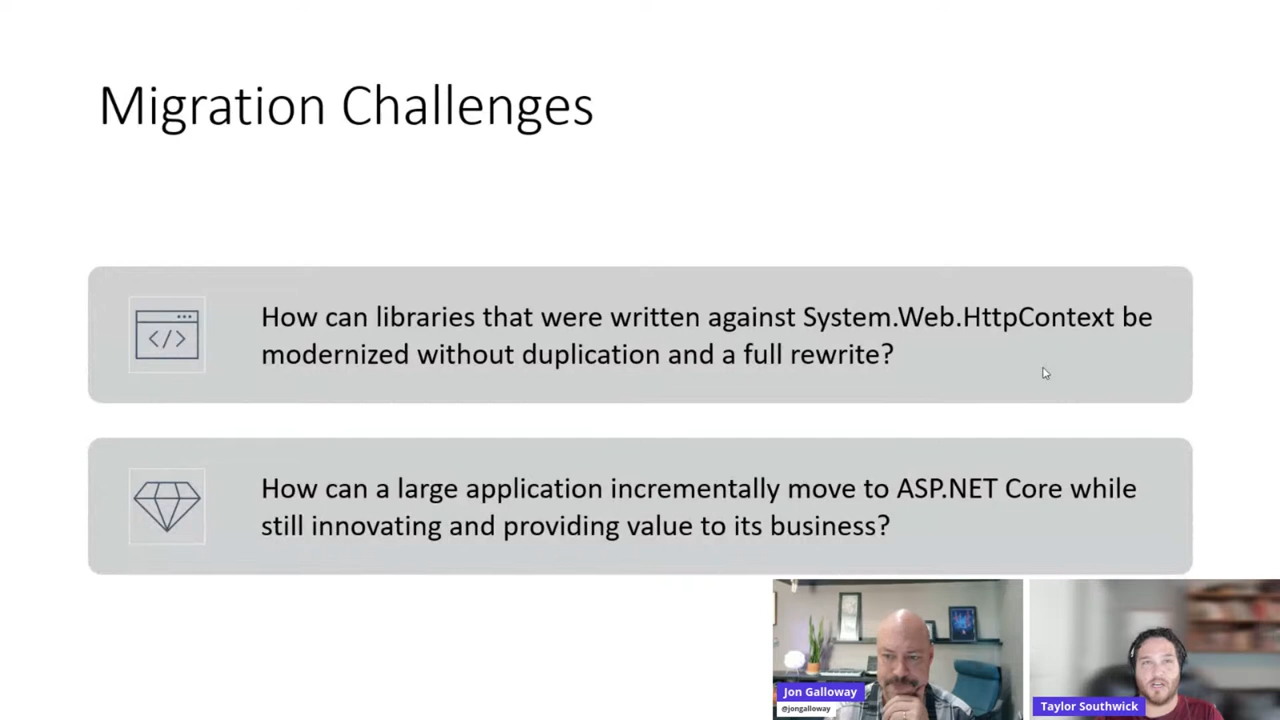 Migration Challenges
How can libraries that were written against System.Web.HttpContext be
modernized without duplication and a full rewrite?
How can a large application incrementally move to ASP.NET Core while
still innovating and providing value to its business?
Jon Galloway
@jongalloway
Taylor Southwick